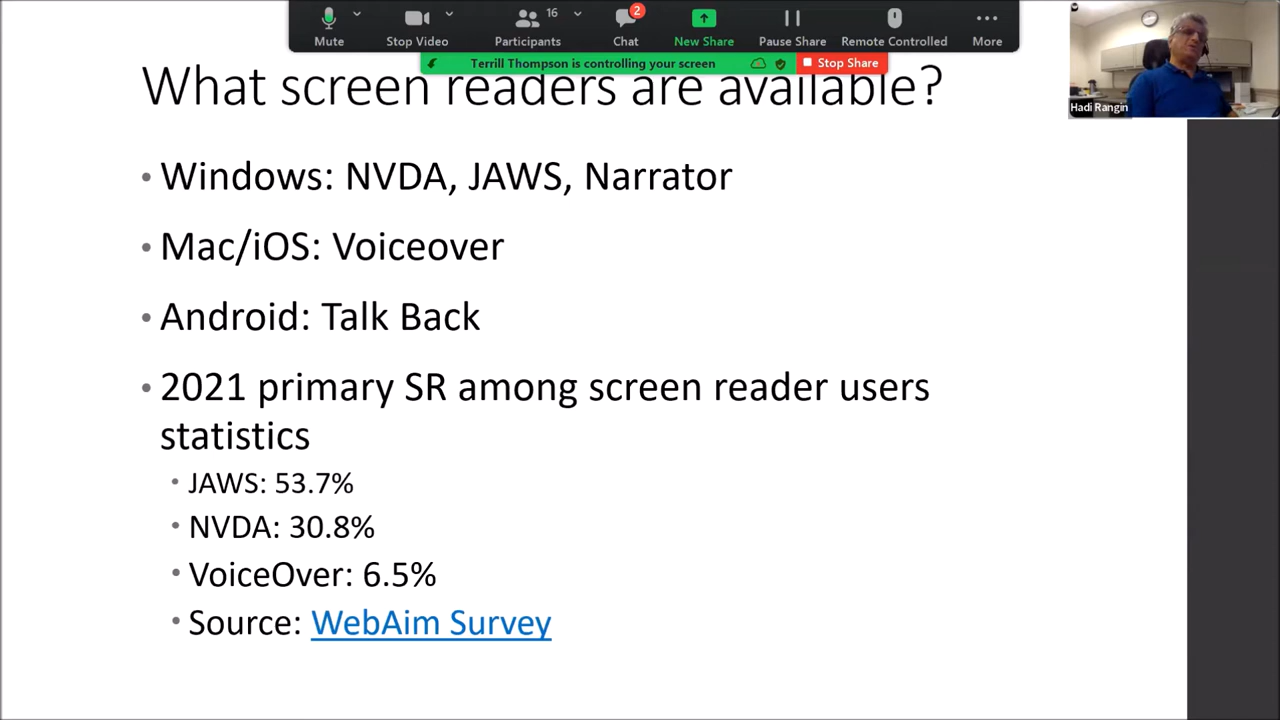 16
2
Mute
Stop Video
Participants
Chat
New Share
Pause Share
Remote Controlled
More
Terrill Thompson is controlling your screen
Stop Share
Hadi Rangin
What screen readers are available?
• Windows: NVDA, JAWS, Narrator
• Mac/iOS: Voiceover
• Android: Talk Back
• 2021 primary SR among screen reader users
statistics
• JAWS: 53.7%
• NVDA: 30.8%
• VoiceOver: 6.5%
• Source: WebAim Survey